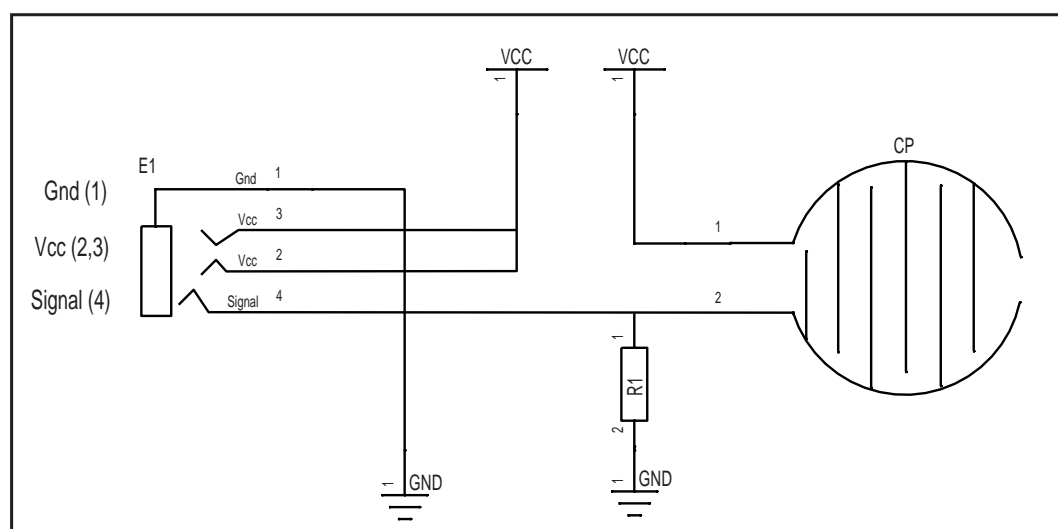 VCC VCC
1 1
E1 CP
Gnd (1) Gnd 1
Vcc 3 1
Vcc (2,3) Vcc 2
Signal (4) Signal 4 2
1
R1
2
1 GND 1 GND